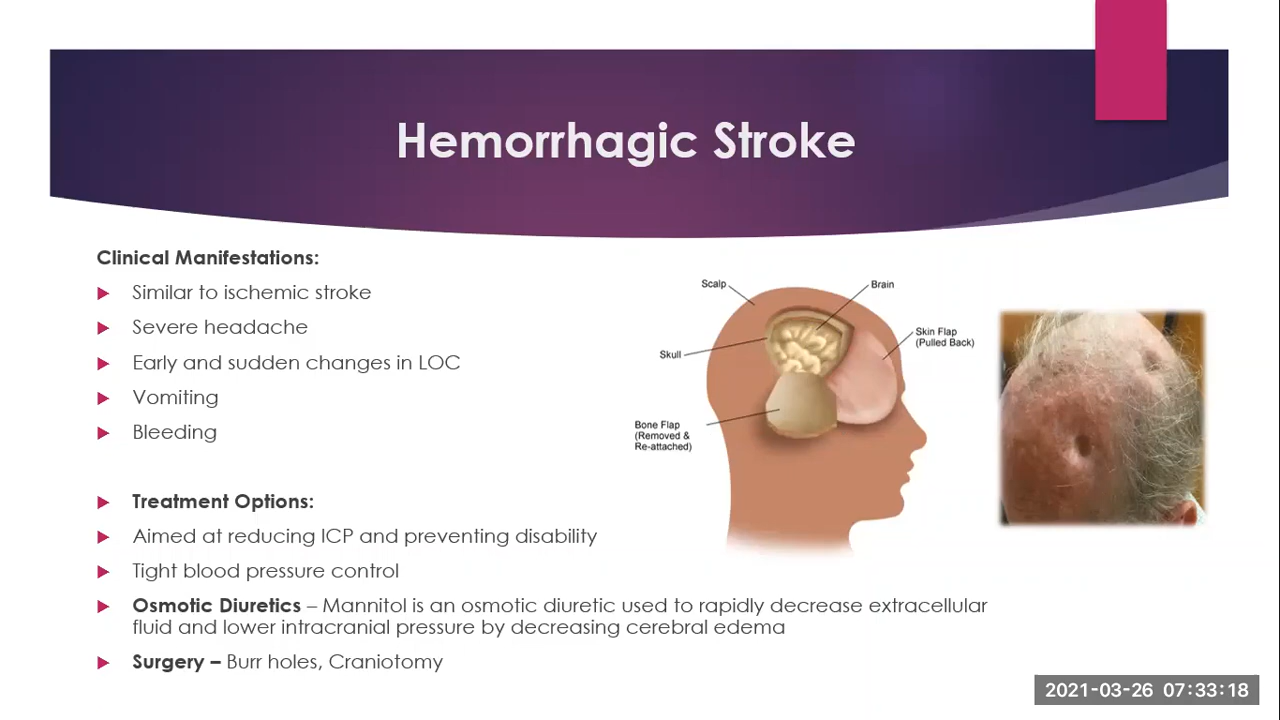 Hemorrhagic Stroke
Clinical Manifestations:
Similar to ischemic stroke
Severe headache
Early and sudden changes in LOC
Vomiting
Bleeding
Treatment Options:
Aimed at reducing ICP and preventing disability
Tight blood pressure control
Osmotic Diuretics – Mannitol is an osmotic diuretic used to rapidly decrease extracellular
fluid and lower intracranial pressure by decreasing cerebral edema
Surgery – Burr holes, Craniotomy
Scalp
Brain
Skin Flap
(Pulled Back)
Skull
Bone Flap
(Removed &
Re-attached)
2021-03-26 07:33:18